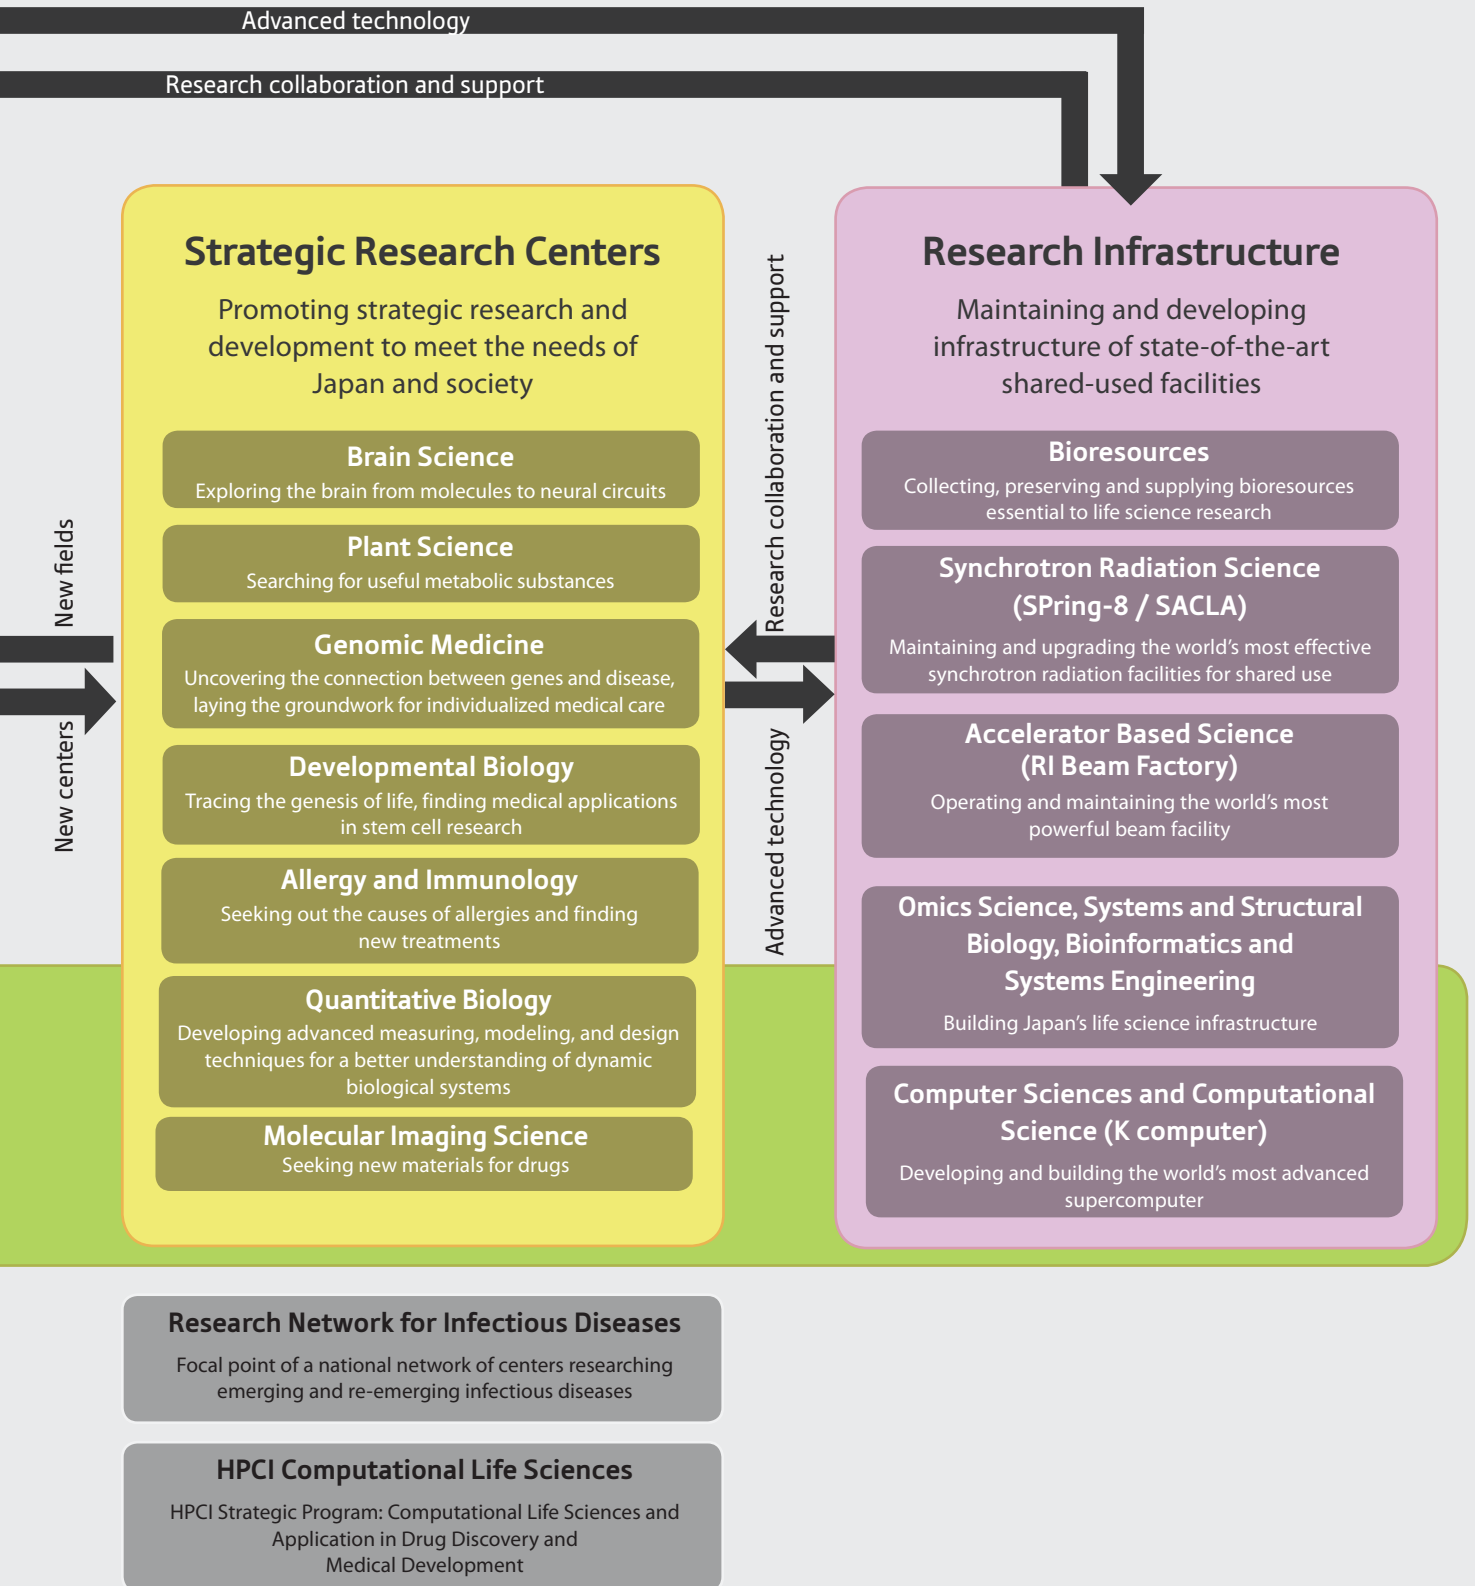 Advanced technology
Research collaboration and support
New fields
New centers
Strategic Research Centers
Promoting strategic research and
development to meet the needs of
Japan and society
Brain Science
Exploring the brain from molecules to neural circuits
Plant Science
Searching for useful metabolic substances
Genomic Medicine
Uncovering the connection between genes and disease,
laying the groundwork for individualized medical care
Developmental Biology
Tracing the genesis of life, finding medical applications
in stem cell research
Allergy and Immunology
Seeking out the causes of allergies and finding
new treatments
Quantitative Biology
Developing advanced measuring, modeling, and design
techniques for a better understanding of dynamic
biological systems
Molecular Imaging Science
Seeking new materials for drugs
Research collaboration and support
Advanced technology
Research Infrastructure
Maintaining and developing
infrastructure of state-of-the-art
shared-used facilities
Bioresources
Collecting, preserving and supplying bioresources
essential to life science research
Synchrotron Radiation Science
(SPring-8 / SACLA)
Maintaining and upgrading the world’s most effective
synchrotron radiation facilities for shared use
Accelerator Based Science
(RI Beam Factory)
Operating and maintaining the world’s most
powerful beam facility
Omics Science, Systems and Structural
Biology, Bioinformatics and
Systems Engineering
Building Japan’s life science infrastructure
Computer Sciences and Computational
Science (K computer)
Developing and building the world’s most advanced
supercomputer
Research Network for Infectious Diseases
Focal point of a national network of centers researching
emerging and re-emerging infectious diseases
HPCI Computational Life Sciences
HPCI Strategic Program: Computational Life Sciences and
Application in Drug Discovery and
Medical Development